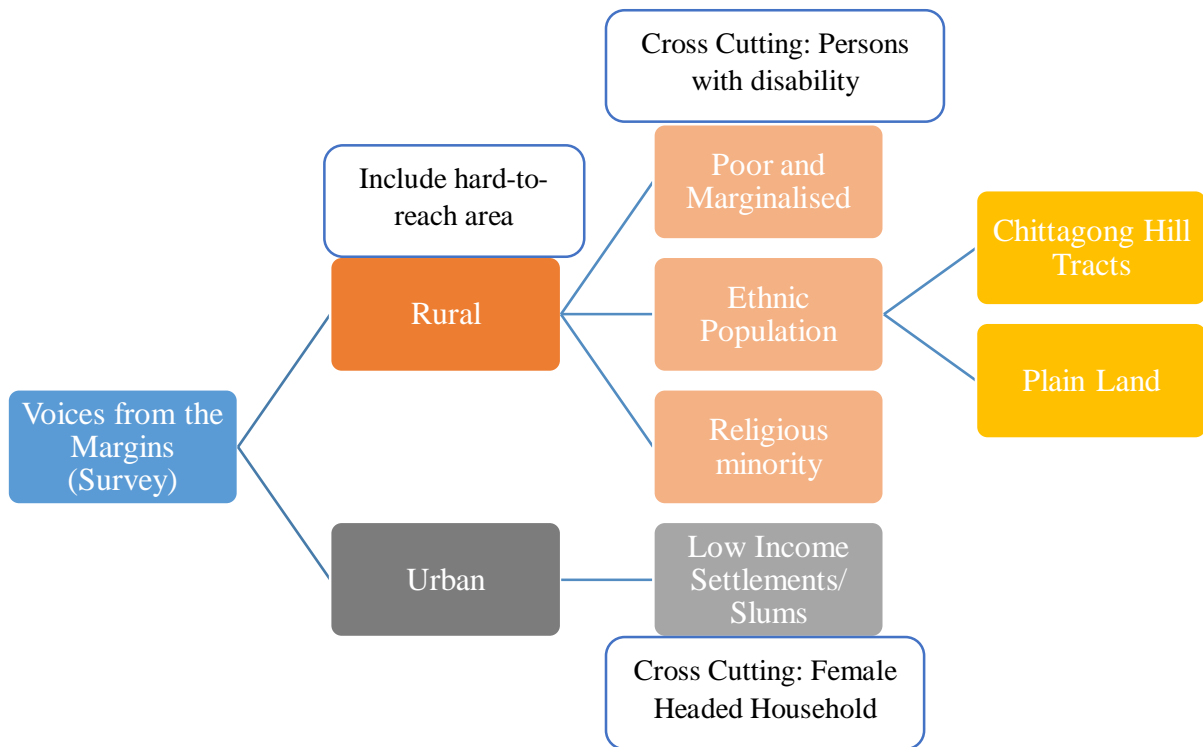 Cross Cutting: Persons
with disability
Include hard-to-
reach area
Poor and
Marginalised
Chittagong Hill
Tracts
Rural
Ethnic
Population
Plain Land
Voices from the
Margins
(Survey)
Religious
minority
Urban
Low Income
Settlements/
Slums
Cross Cutting: Female
Headed Household